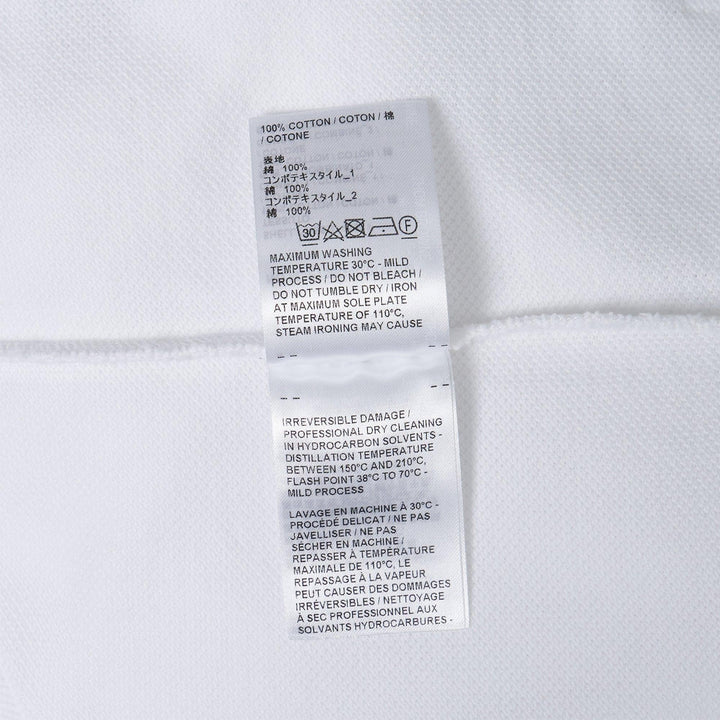 100% COTTON / COTON / 棉
/ COTONE
表地
綿 100%
コンポテキスタイル_1
綿 100%
コンポテキスタイル_2
綿 100%
30 F
MAXIMUM WASHING
TEMPERATURE 30°C - MILD
PROCESS / DO NOT BLEACH /
DO NOT TUMBLE DRY / IRON
AT MAXIMUM SOLE PLATE
TEMPERATURE OF 110°C,
STEAM IRONING MAY CAUSE
IRREVERSIBLE DAMAGE /
PROFESSIONAL DRY CLEANING
IN HYDROCARBON SOLVENTS -
DISTILLATION TEMPERATURE
BETWEEN 150°C AND 210°C,
FLASH POINT 38°C TO 70°C -
MILD PROCESS
LAVAGE EN MACHINE À 30°C -
PROCÉDÉ DELICAT / NE PAS
JAVELLISER / NE PAS
SÉCHER EN MACHINE /
REPASSER À TEMPÉRATURE
MAXIMALE DE 110°C, LE
REPASSAGE À LA VAPEUR
PEUT CAUSER DES DOMMAGES
IRRÉVERSIBLES / NETTOYAGE
À SEC PROFESSIONNEL AUX
SOLVANTS HYDROCARBURES -